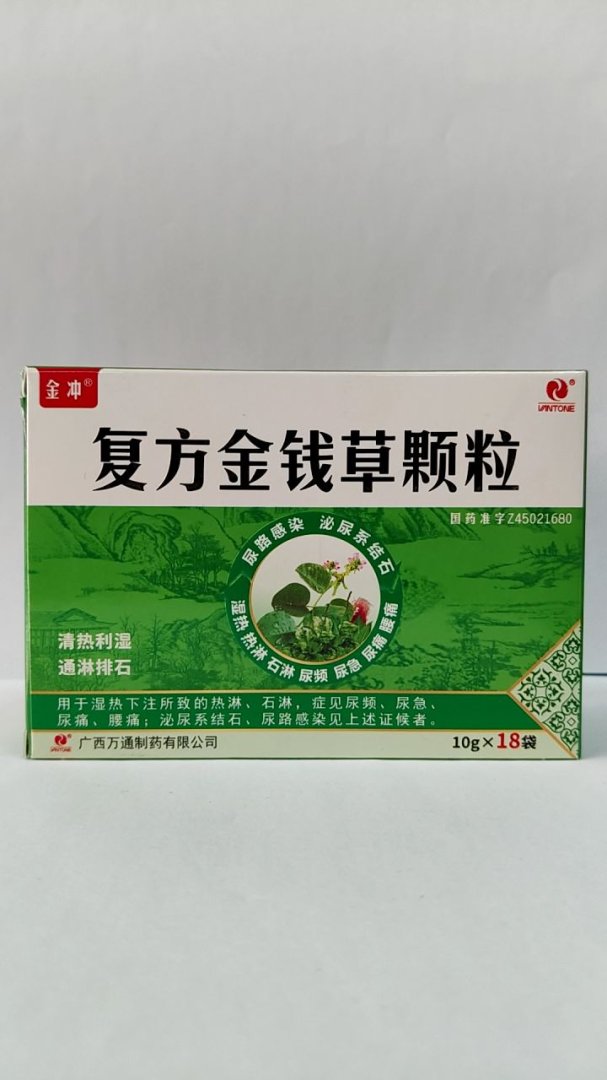 金冲®
VANTONE®
复方金钱草颗粒
国药准字Z45021680
尿路感染 泌尿系结石
湿热 热淋 石淋 尿频 尿急 尿痛 腰痛
清热利湿
通淋排石
用于湿热下注所致的热淋、石淋，症见尿频、尿急、
尿痛、腰痛；泌尿系结石、尿路感染见上述证候者。
VANTONE 广西万通制药有限公司
10g×18袋